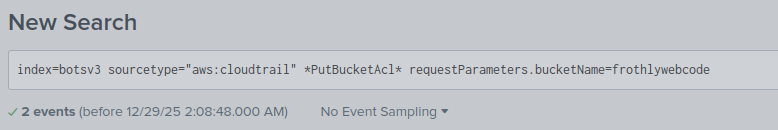 New Search
index=botsv3 sourcetype="aws:cloudtrail" *PutBucketAcl* requestParameters.bucketName=frothlywebcode
✓ 2 events (before 12/29/25 2:08:48.000 AM) No Event Sampling ▾